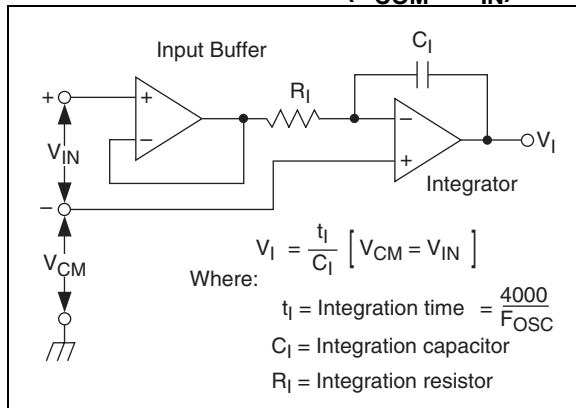 Input Buffer
C_I
R_I
+
+
−
−
+
V_IN
−
V_I
Integrator
V_CM
V_I = t_I / C_I [ V_CM = V_IN ]
Where:
t_I = Integration time = 4000 / F_OSC
C_I = Integration capacitor
R_I = Integration resistor